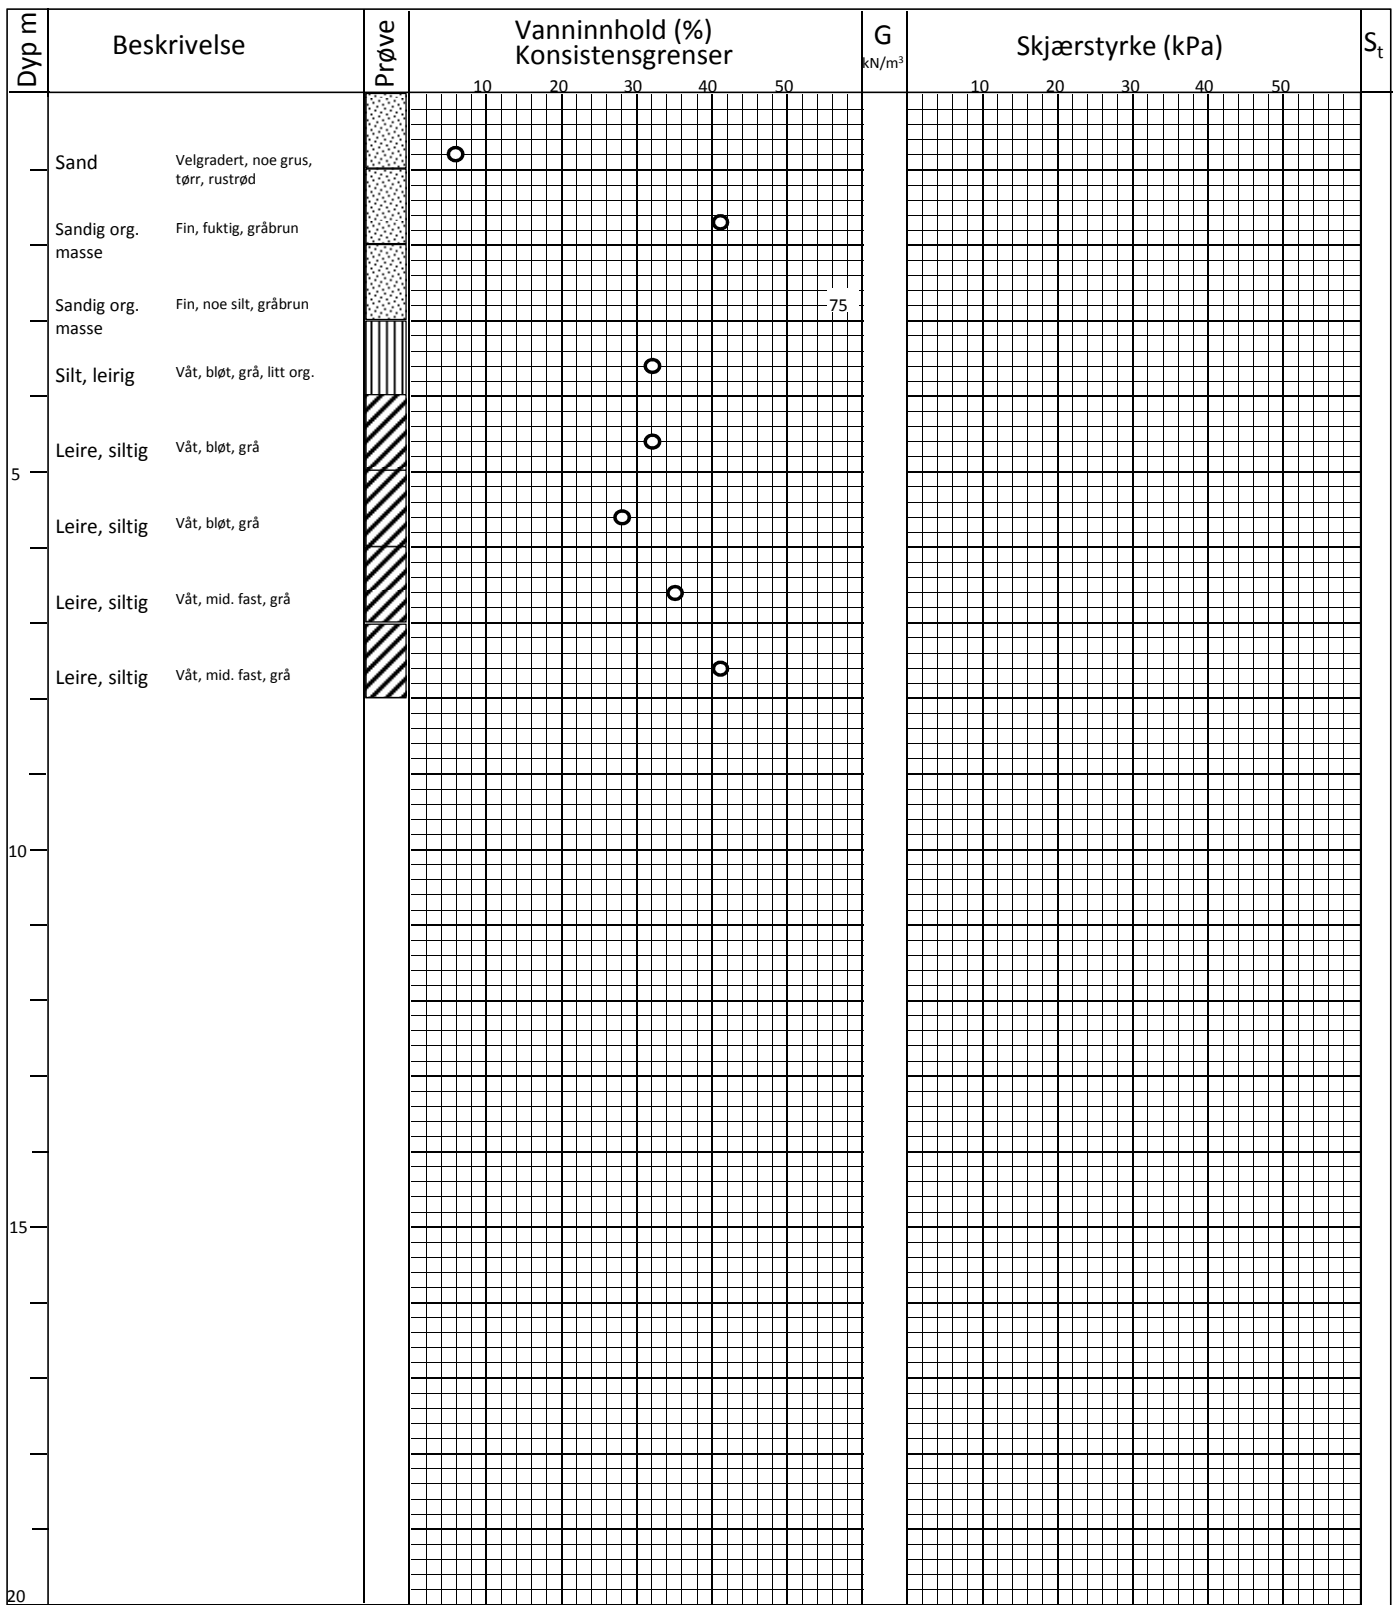 Dyp m
Beskrivelse
Prøve
Vanninnhold (%)
Konsistensgrenser
G
kN/m³
Skjærstyrke (kPa)
Sₜ
10 20 30 40 50
10 20 30 40 50
Sand
Velgradert, noe grus,
tørr, rustrød
Sandig org.
masse
Fin, fuktig, gråbrun
Sandig org.
masse
Fin, noe silt, gråbrun
75
Silt, leirig
Våt, bløt, grå, litt org.
Leire, siltig
Våt, bløt, grå
5
Leire, siltig
Våt, bløt, grå
Leire, siltig
Våt, mid. fast, grå
Leire, siltig
Våt, mid. fast, grå
10
15
20